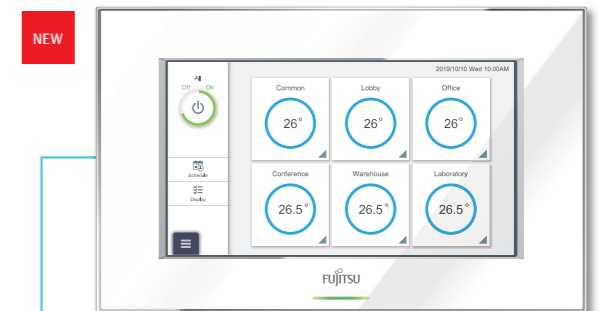 NEW
2019/10/10 Wed 10:00AM
All
Off On
Common Lobby Office
26° 26° 26°
Schedule
Display
Conference Warehouse Laboratory
26.5° 26.5° 26.5°
FUJITSU